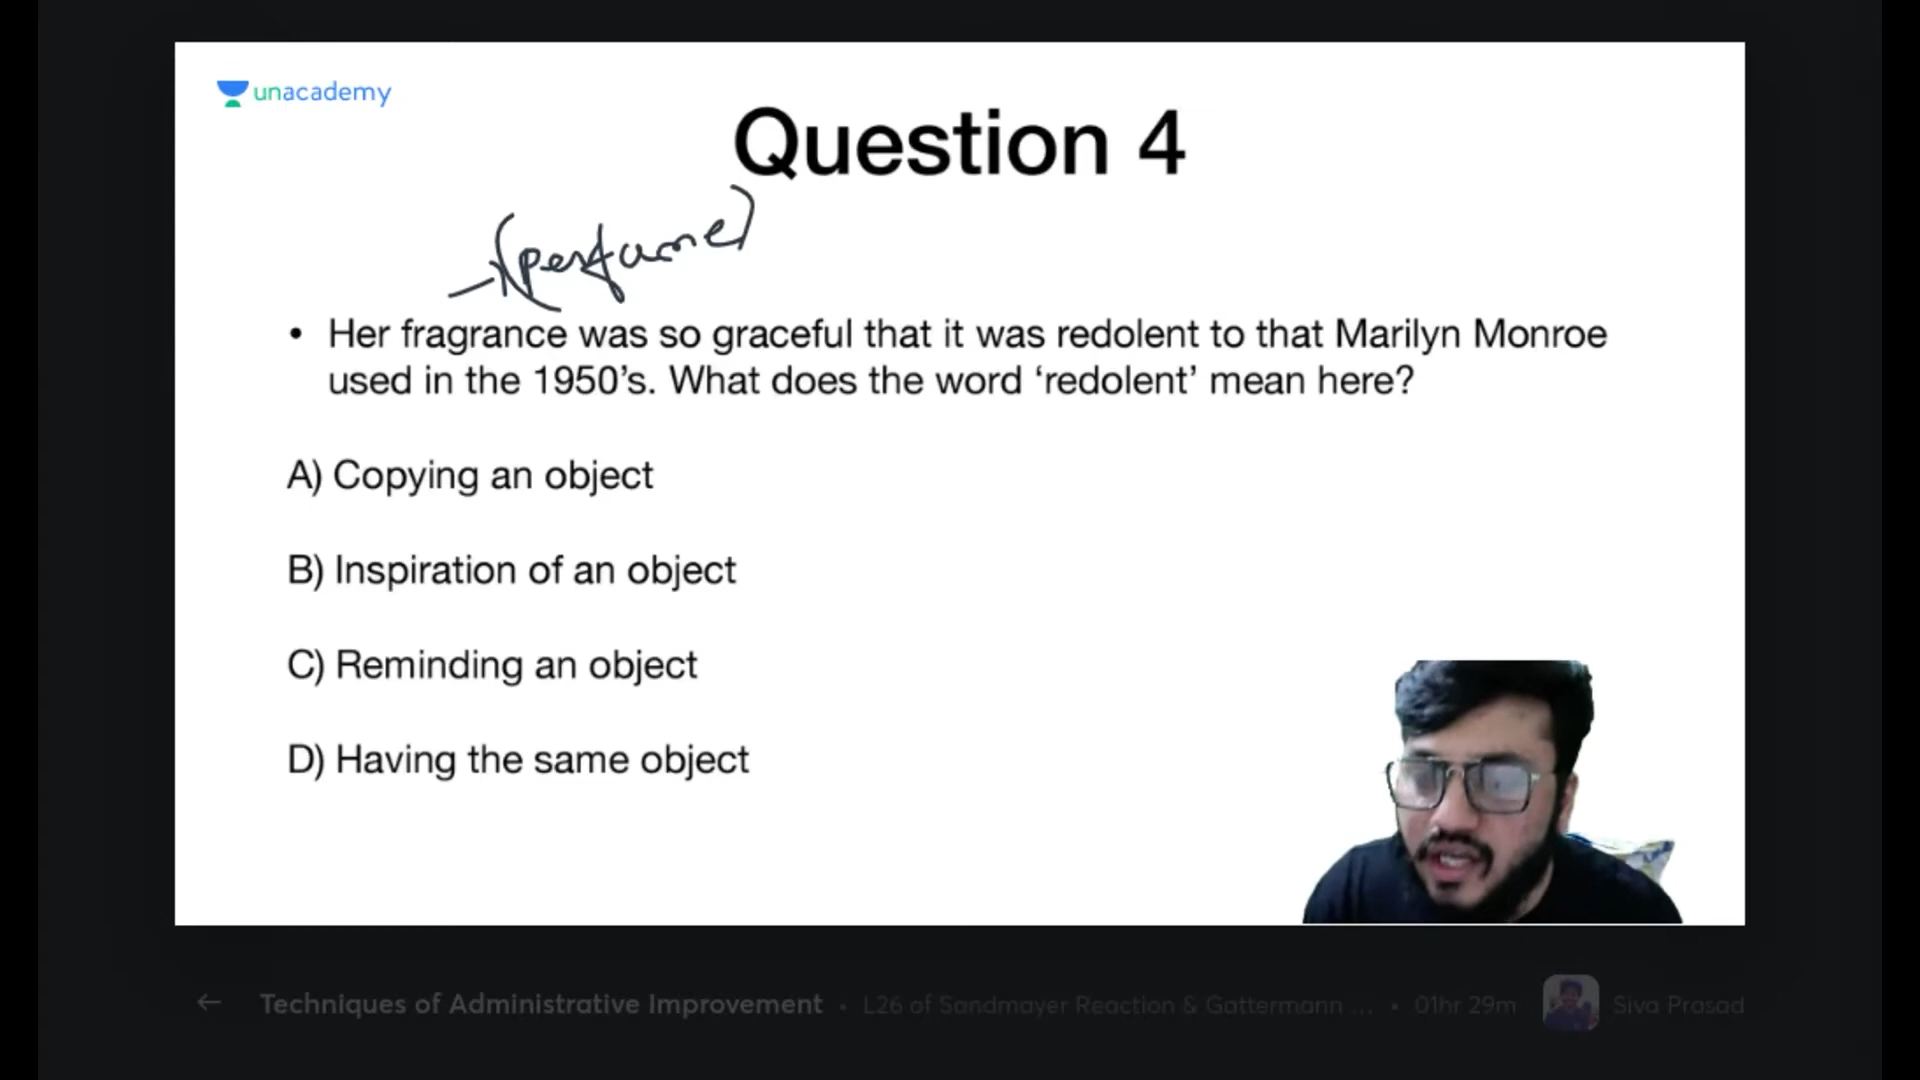 unacademy
Question 4
(perfume)
• Her fragrance was so graceful that it was redolent to that Marilyn Monroe
used in the 1950’s. What does the word ‘redolent’ mean here?
A) Copying an object
B) Inspiration of an object
C) Reminding an object
D) Having the same object
← Techniques of Administrative Improvement • L26 of Sandmayer Reaction & Gattermann ... • 01hr 29m Siva Prasad